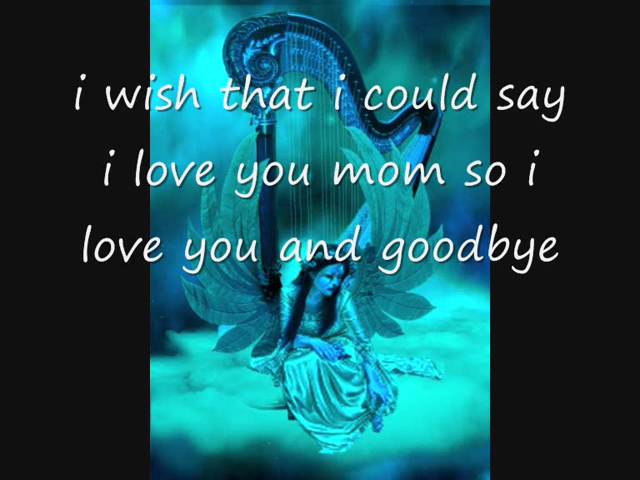 i wish that i could say
i love you mom so i
love you and goodbye